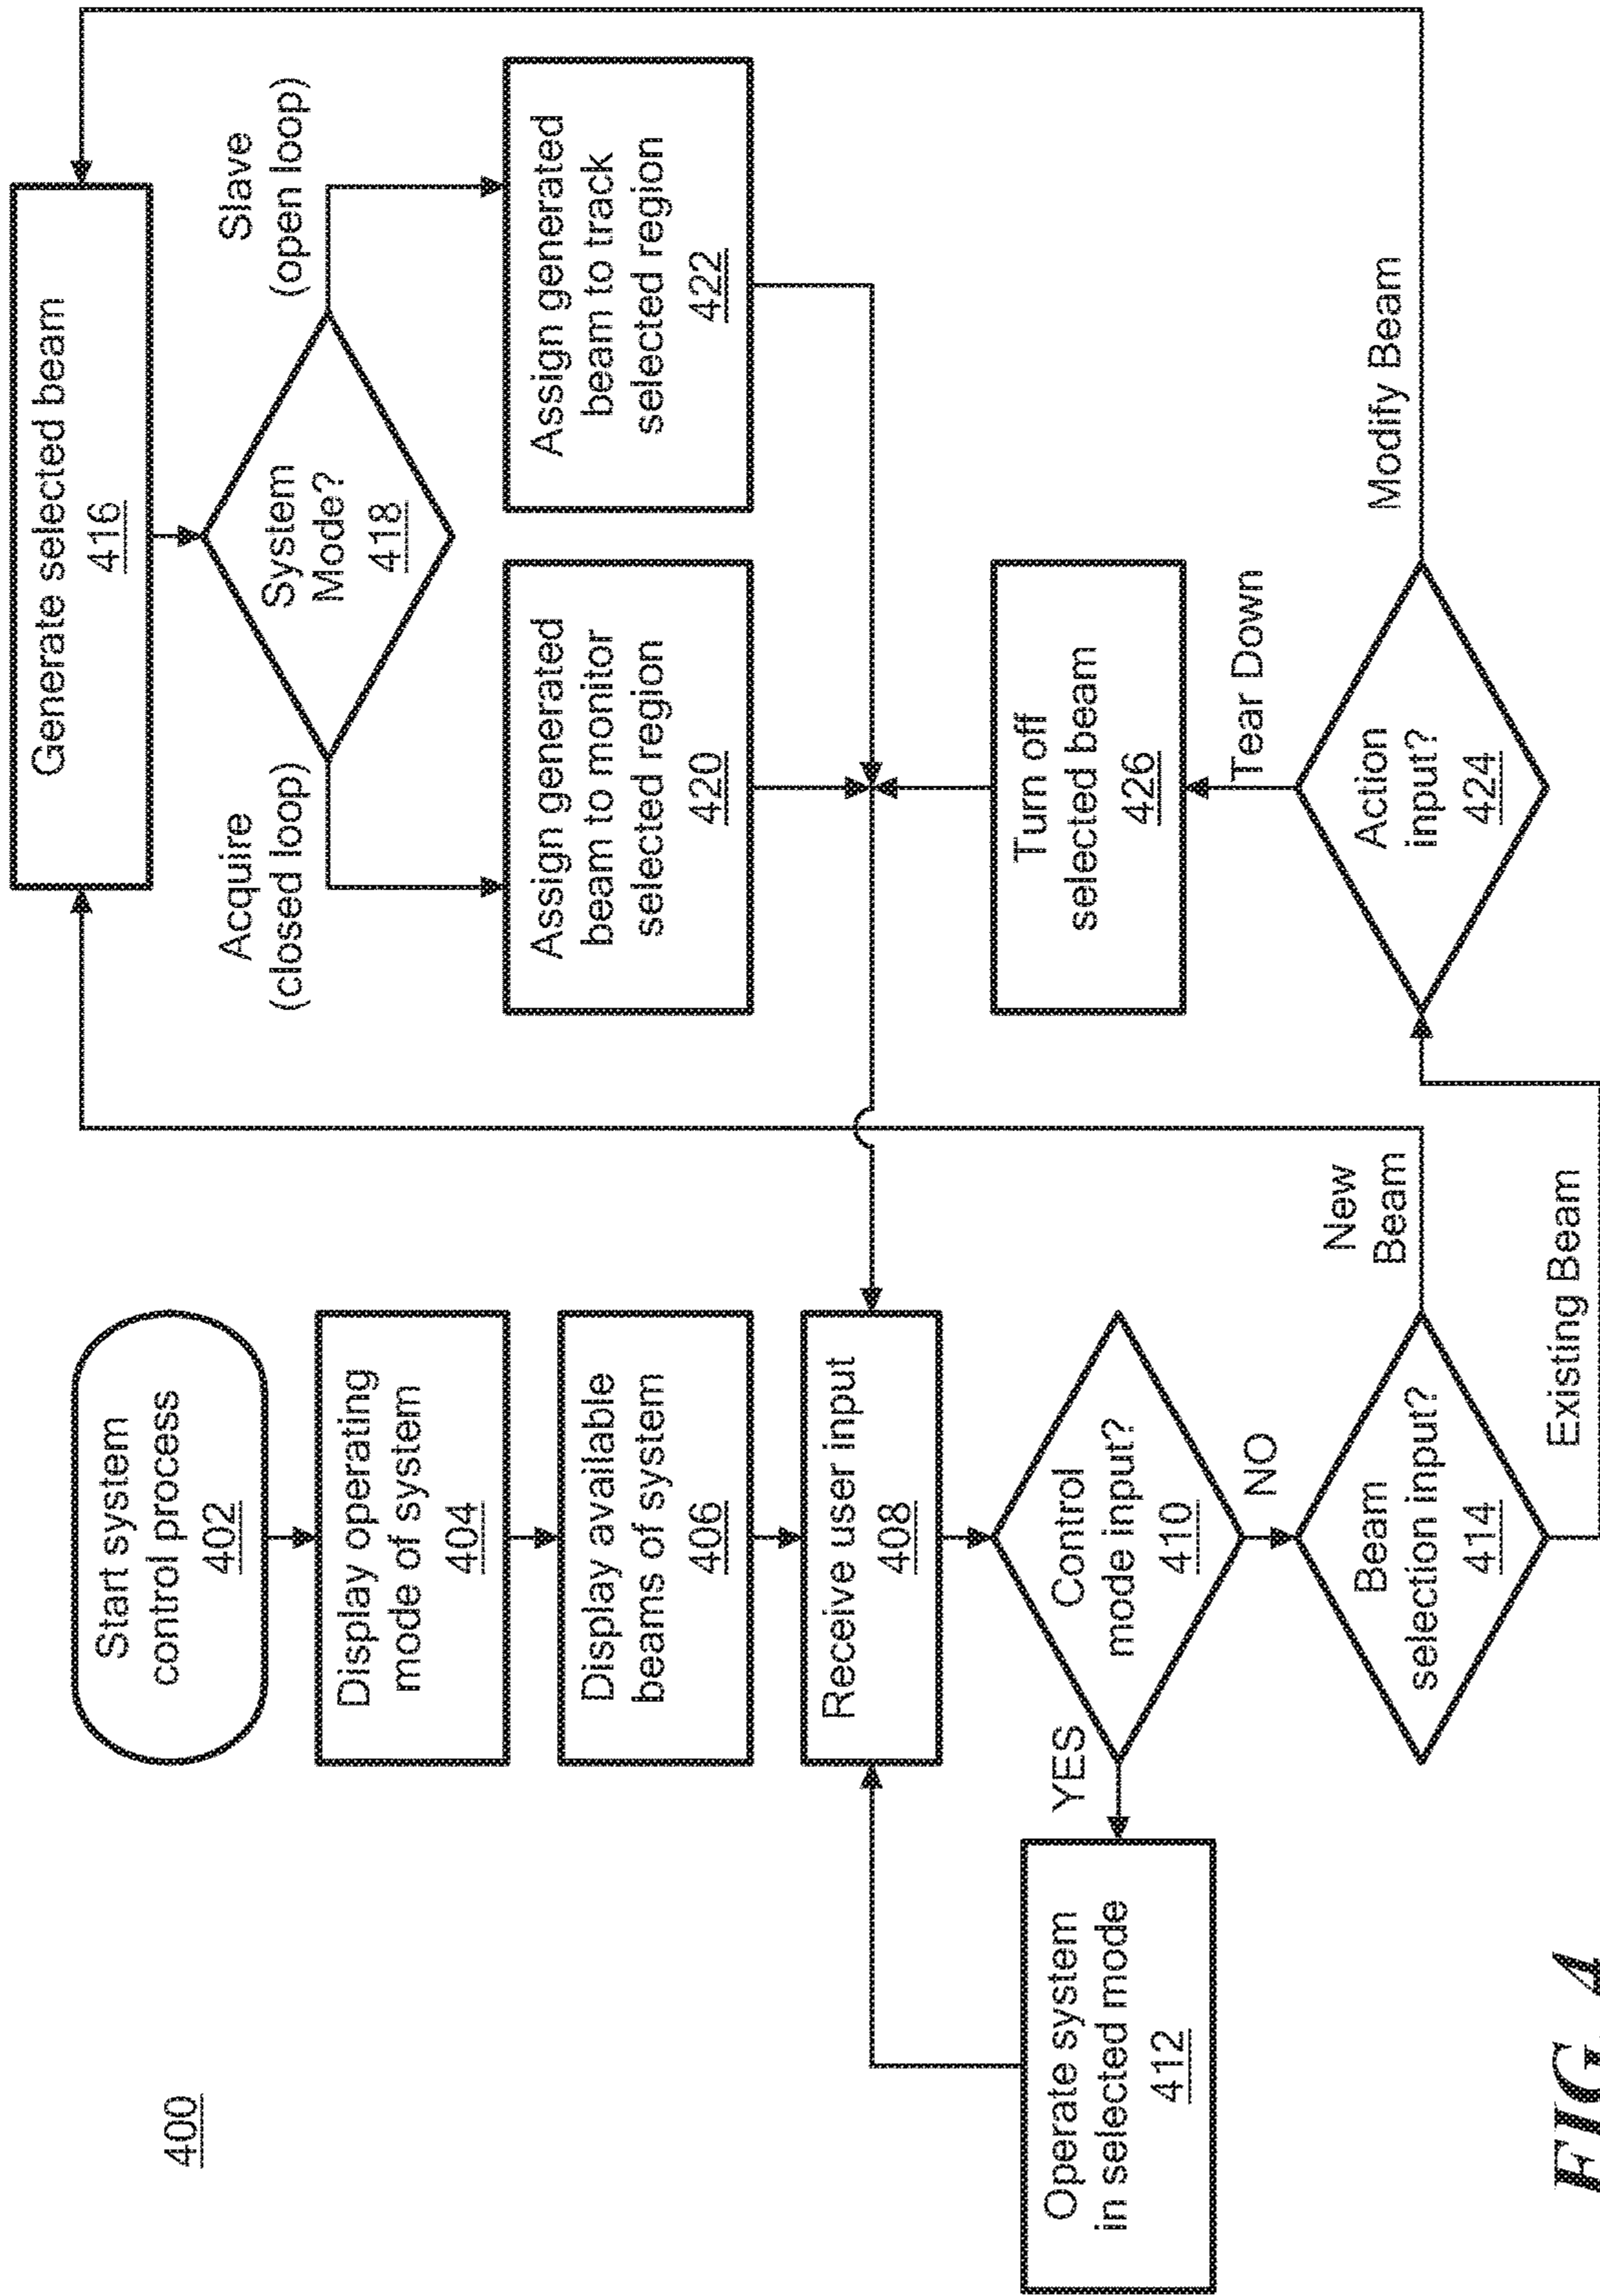 400
Start system
control process
402
Display operating
mode of system
404
Display available
beams of system
406
Receive user input
408
Control
mode input?
410
YES
NO
Operate system
in selected mode
412
Beam
selection input?
414
New
Beam
Existing Beam
Generate selected beam
416
System
Mode?
418
Acquire
(closed loop)
Slave
(open loop)
Assign generated
beam to monitor
selected region
420
Assign generated
beam to track
selected region
422
Turn off
selected beam
426
Tear Down
Action
input?
424
Modify Beam
FIG. 4